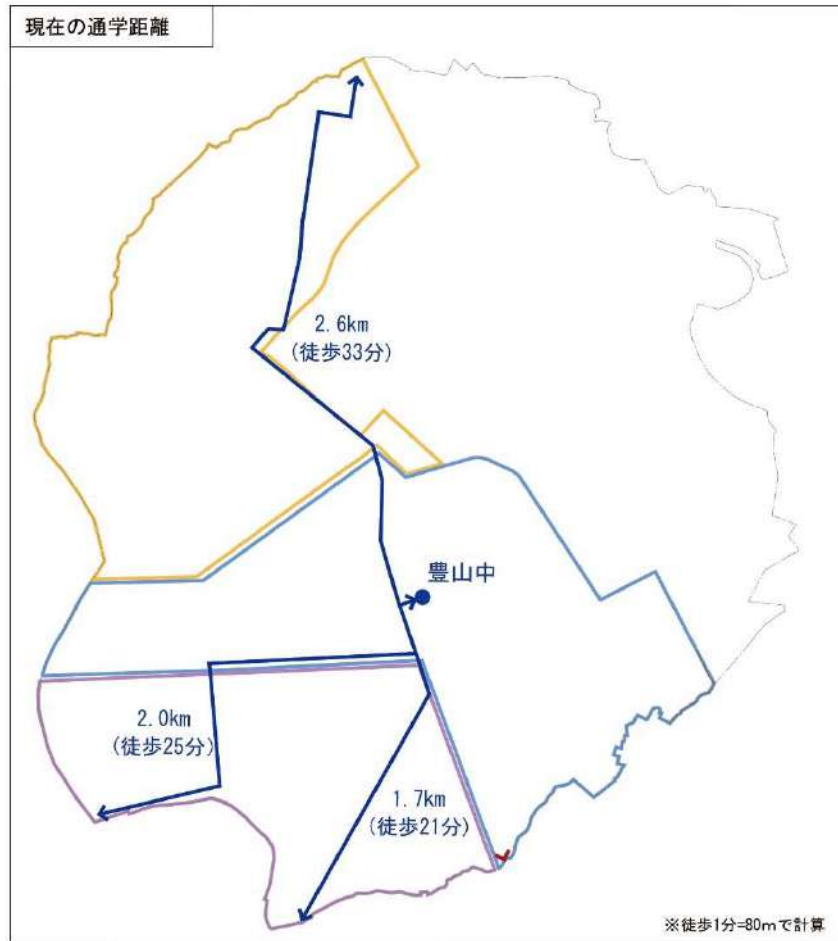 現在の通学距離
2.6km
(徒歩33分)
豊山中
2.0km
(徒歩25分)
1.7km
(徒歩21分)
※徒歩1分=80mで計算